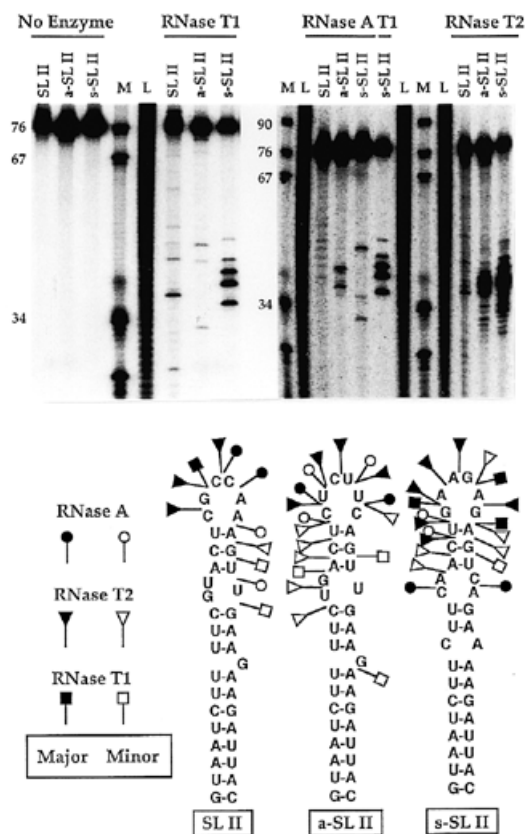 No Enzyme
RNase T1
RNase A T1
RNase T2
SL II
a-SL II
s-SL II
M
L
SL II
a-SL II
s-SL II
M
L
SL II
a-SL II
s-SL II
s-SL II
L
M
L
SL II
a-SL II
s-SL II
76
67
34
90
76
67
34
RNase A
RNase T2
RNase T1
Major Minor
U-A U-A U-A
U-A U-A U-A
C-G C-G C-G
U-A U-A U-A
A-U A-U A-U
A-U A-U A-U
U-A U-A U-A
G-C G-C G-C
SL II
a-SL II
s-SL II